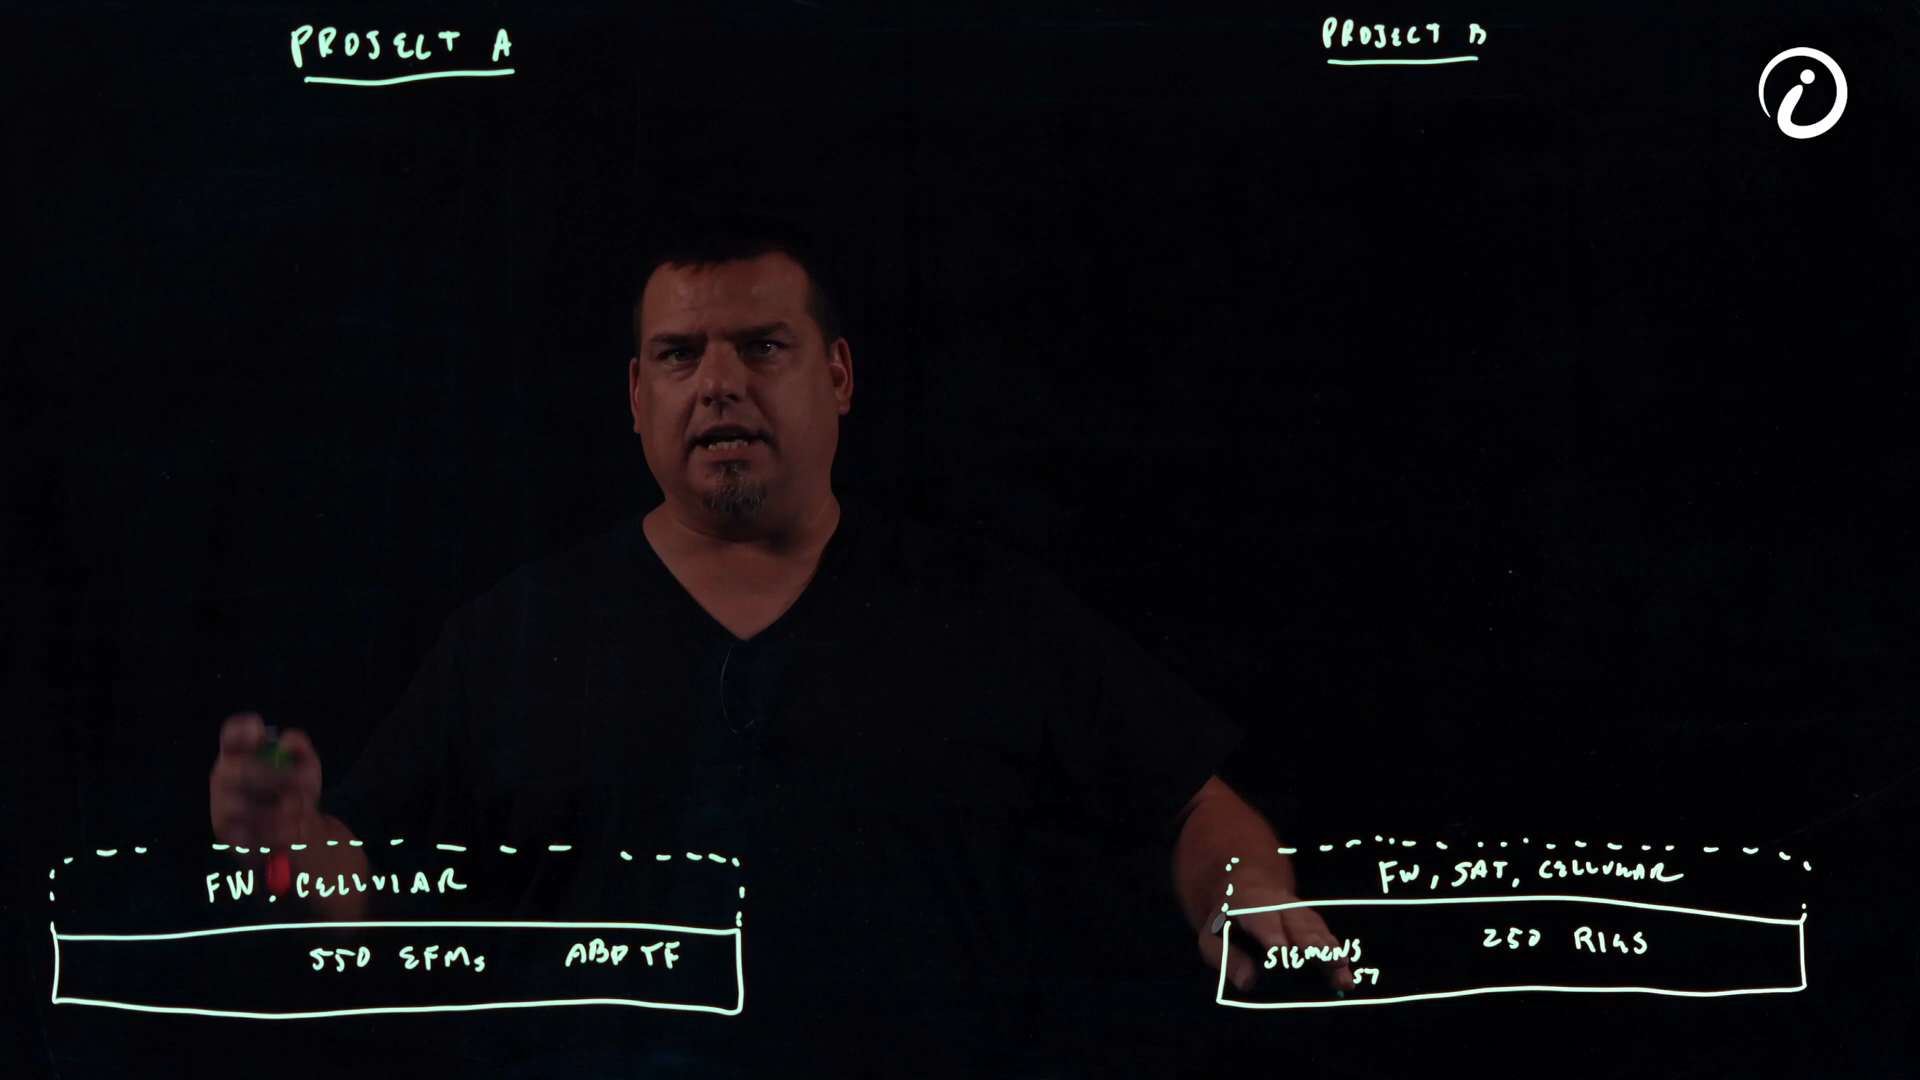 PROJECT A
PROJECT B
FW, CELLULAR
550 EFMs ABB TF
FW, SAT, CELLULAR
250 RIGS
SIEMENS
S7